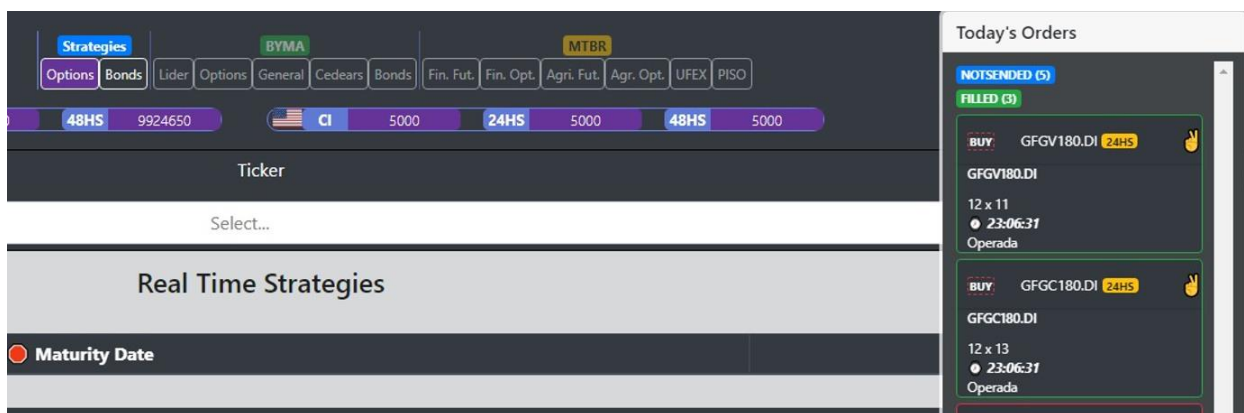 Strategies BYMA MTBR
Options Bonds Lider Options General Cedears Bonds Fin. Fut. Fin. Opt. Agri. Fut. Agr. Opt. UFEX PISO
48HS 9924650 CI 5000 24HS 5000 48HS 5000
Ticker
Select...
Real Time Strategies
Maturity Date
Today's Orders
NOTSENDED (5)
FILLED (3)
BUY GFGV180.DI 24HS
GFGV180.DI
12 x 11
23:06:31
Operada
BUY GFGC180.DI 24HS
GFGC180.DI
12 x 13
23:06:31
Operada